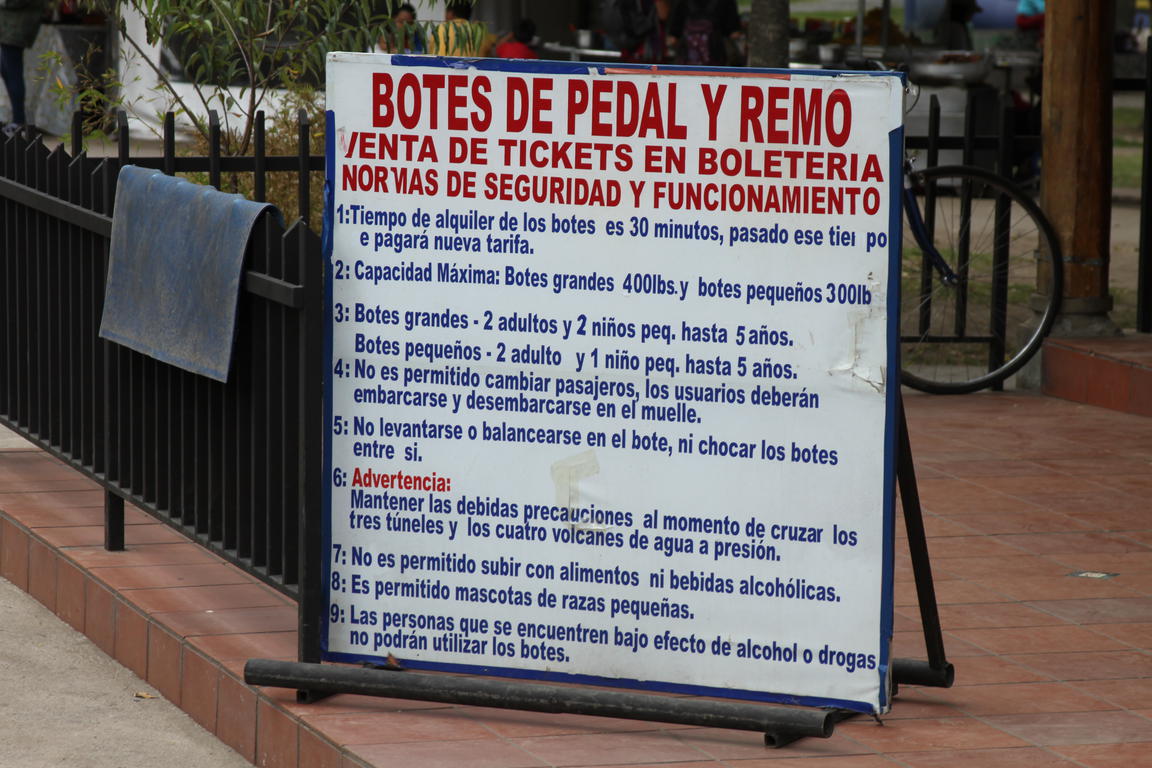 BOTES DE PEDAL Y REMO
VENTA DE TICKETS EN BOLETERIA
NORMAS DE SEGURIDAD Y FUNCIONAMIENTO
1:Tiempo de alquiler de los botes es 30 minutos, pasado ese tiempo
e pagará nueva tarifa.
2: Capacidad Máxima: Botes grandes 400lbs.y botes pequeños 300lb
3: Botes grandes - 2 adultos y 2 niños peq. hasta 5 años.
Botes pequeños - 2 adulto y 1 niño peq. hasta 5 años.
4: No es permitido cambiar pasajeros, los usuarios deberán
embarcarse y desembarcarse en el muelle.
5: No levantarse o balancearse en el bote, ni chocar los botes
entre si.
6: Advertencia:
Mantener las debidas precauciones al momento de cruzar los
tres túneles y los cuatro volcanes de agua a presión.
7: No es permitido subir con alimentos ni bebidas alcohólicas.
8: Es permitido mascotas de razas pequeñas.
9: Las personas que se encuentren bajo efecto de alcohol o drogas
no podrán utilizar los botes.